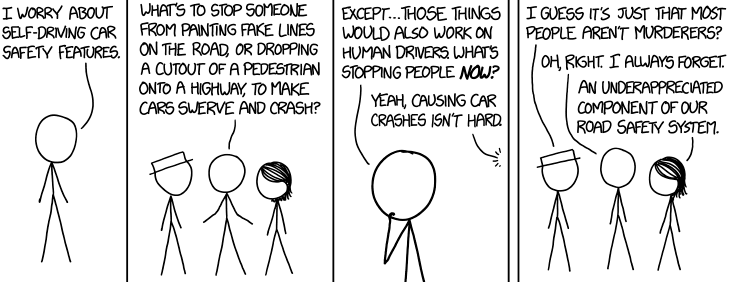 I WORRY ABOUT
SELF-DRIVING CAR
SAFETY FEATURES.
WHAT'S TO STOP SOMEONE
FROM PAINTING FAKE LINES
ON THE ROAD, OR DROPPING
A CUTOUT OF A PEDESTRIAN
ONTO A HIGHWAY, TO MAKE
CARS SWERVE AND CRASH?
EXCEPT...THOSE THINGS
WOULD ALSO WORK ON
HUMAN DRIVERS. WHAT'S
STOPPING PEOPLE NOW?
YEAH, CAUSING CAR
CRASHES ISN'T HARD.
I GUESS IT'S JUST THAT MOST
PEOPLE AREN'T MURDERERS?
OH, RIGHT. I ALWAYS FORGET.
AN UNDERAPPRECIATED
COMPONENT OF OUR
ROAD SAFETY SYSTEM.